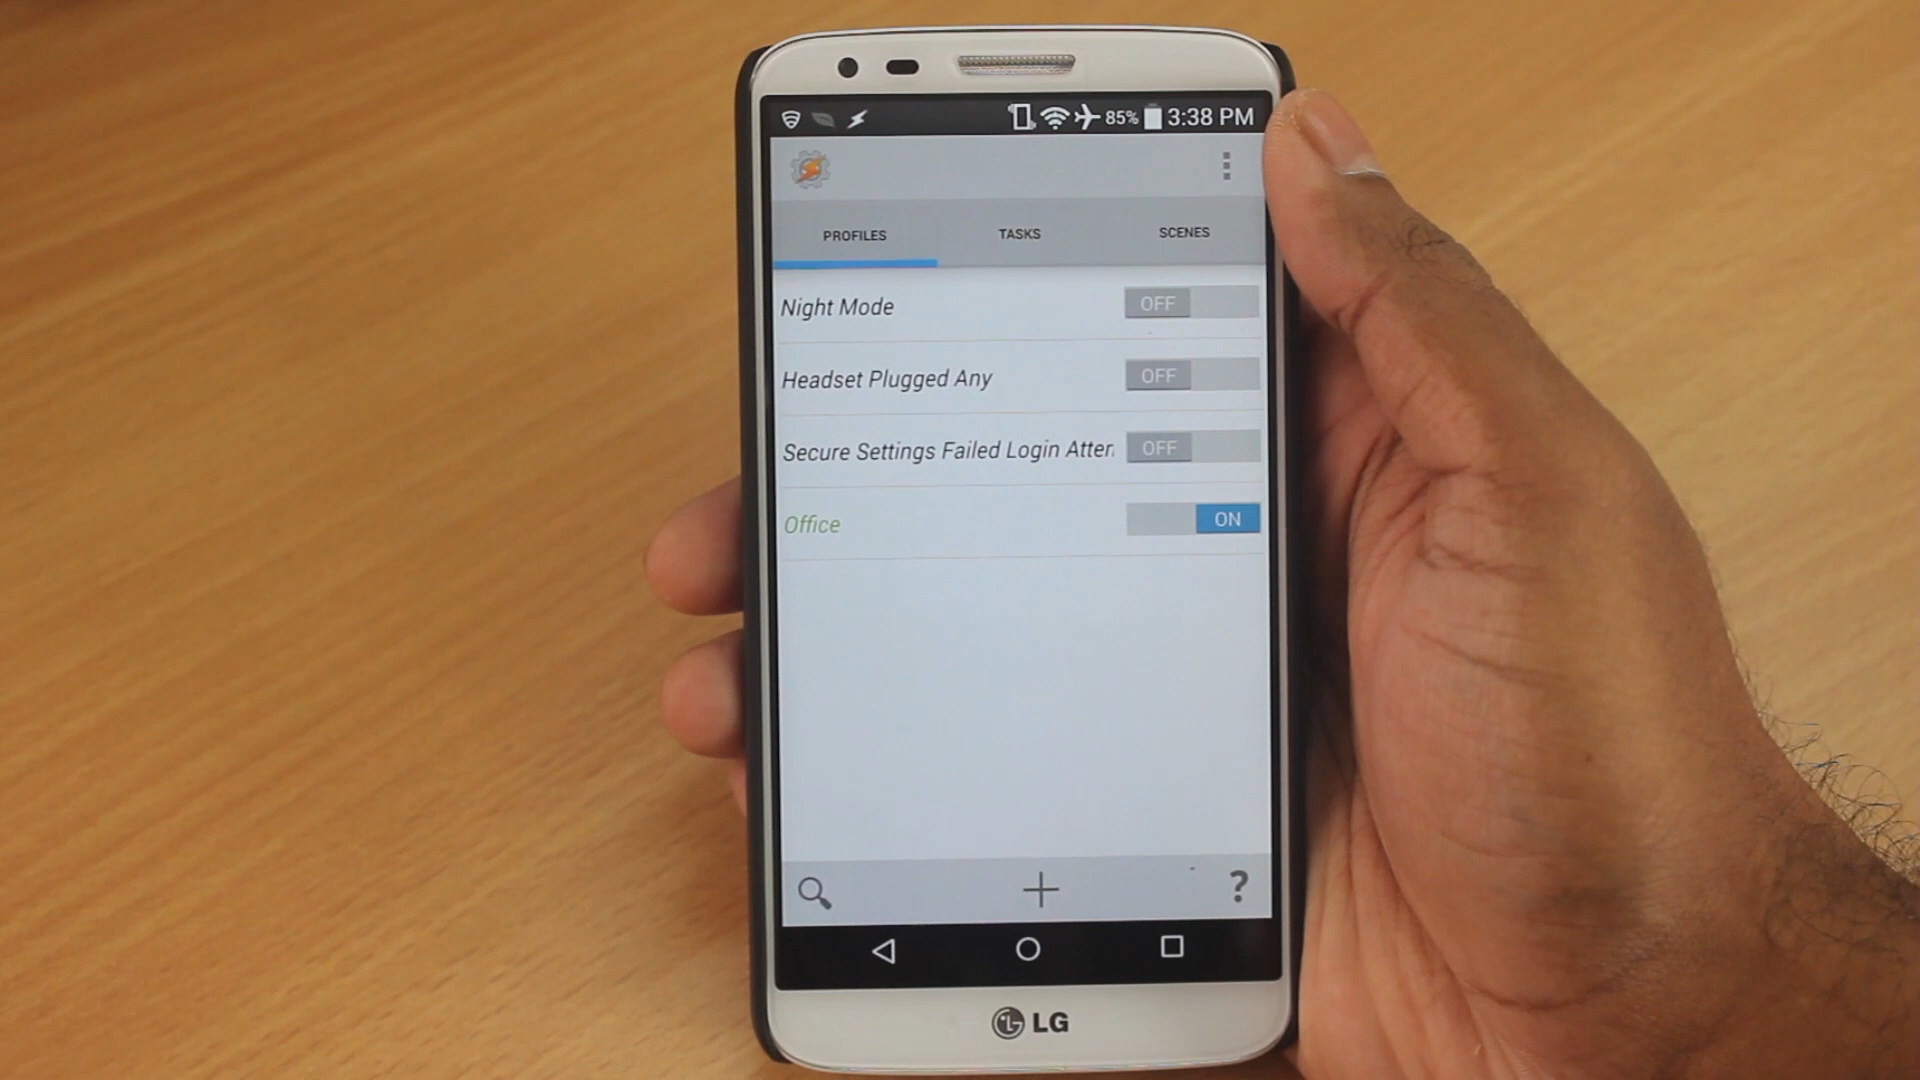 85% 3:38 PM
PROFILES TASKS SCENES
Night Mode OFF
Headset Plugged Any OFF
Secure Settings Failed Login Atter OFF
Office ON
?
LG